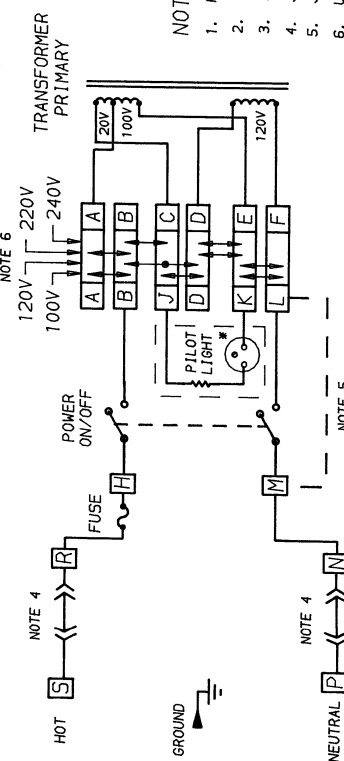 TRANSFORMER
PRIMARY
NOTE 6
120V
220V
100V
240V
20V
100V
120V
A A
B B
J C
D D
K E
L F
PILOT
LIGHT *
POWER
ON/OFF
FUSE
H
M
R
N
NOTE 4
NOTE 4
NOTE 5
S
P
HOT
GROUND
NEUTRAL
NOT
1.
2.
3.
4.
5.
6.